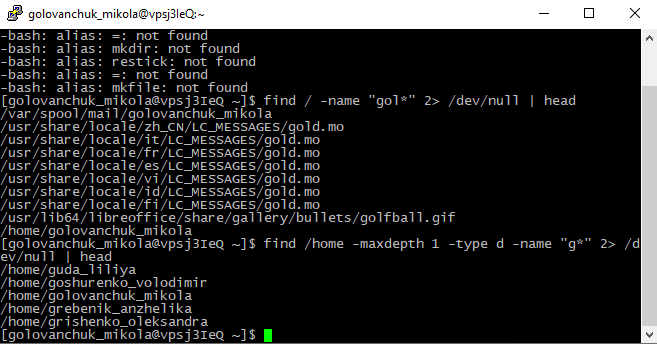 golovanchuk_mikola@vpsj3IeQ:~
-bash: alias: =: not found
-bash: alias: mkdir: not found
-bash: alias: restick: not found
-bash: alias: =: not found
-bash: alias: mkfile: not found
[golovanchuk_mikola@vpsj3IeQ ~]$ find / -name "gol*" 2> /dev/null | head
/var/spool/mail/golovanchuk_mikola
/usr/share/locale/zh_CN/LC_MESSAGES/gold.mo
/usr/share/locale/it/LC_MESSAGES/gold.mo
/usr/share/locale/fr/LC_MESSAGES/gold.mo
/usr/share/locale/es/LC_MESSAGES/gold.mo
/usr/share/locale/vi/LC_MESSAGES/gold.mo
/usr/share/locale/id/LC_MESSAGES/gold.mo
/usr/share/locale/fi/LC_MESSAGES/gold.mo
/usr/lib64/libreoffice/share/gallery/bullets/golfball.gif
/home/golovanchuk_mikola
[golovanchuk_mikola@vpsj3IeQ ~]$ find /home -maxdepth 1 -type d -name "g*" 2> /d
ev/null | head
/home/guda_liliya
/home/goshurenko_volodimir
/home/golovanchuk_mikola
/home/grebenik_anzhelika
/home/grishenko_oleksandra
[golovanchuk_mikola@vpsj3IeQ ~]$